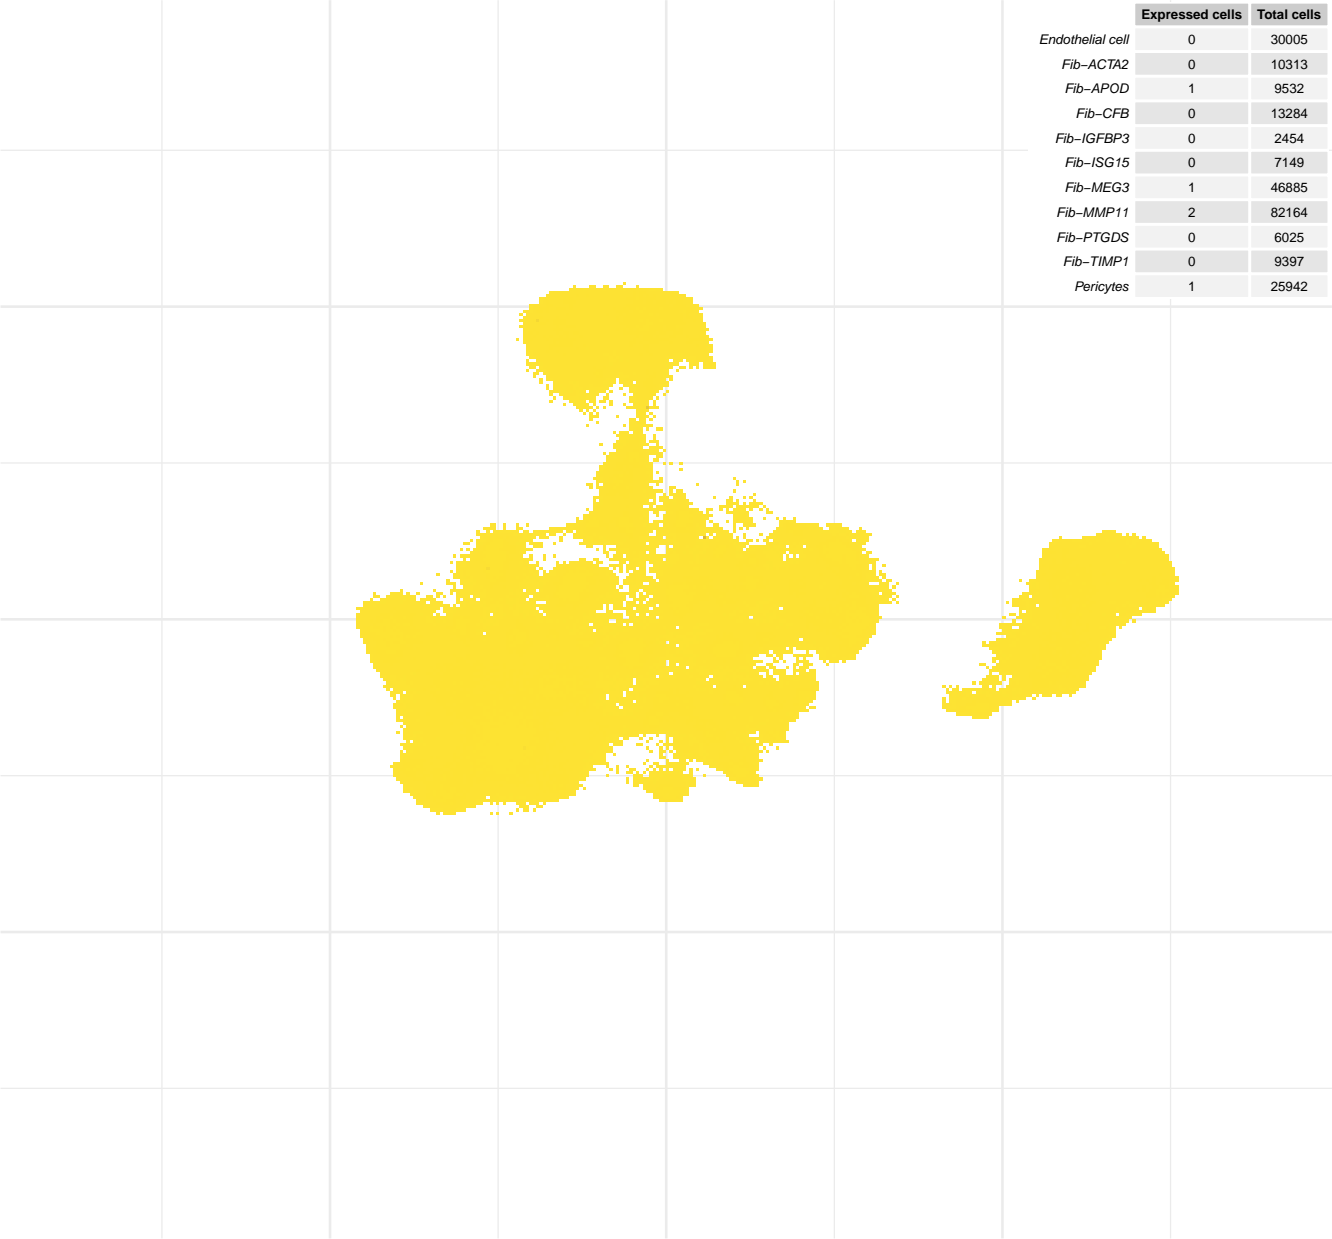 Expressed cells Total cells
Endothelial cell 0 30005
Fib−ACTA2 0 10313
Fib−APOD 1 9532
Fib−CFB 0 13284
Fib−IGFBP3 0 2454
Fib−ISG15 0 7149
Fib−MEG3 1 46885
Fib−MMP11 2 82164
Fib−PTGDS 0 6025
Fib−TIMP1 0 9397
Pericytes 1 25942